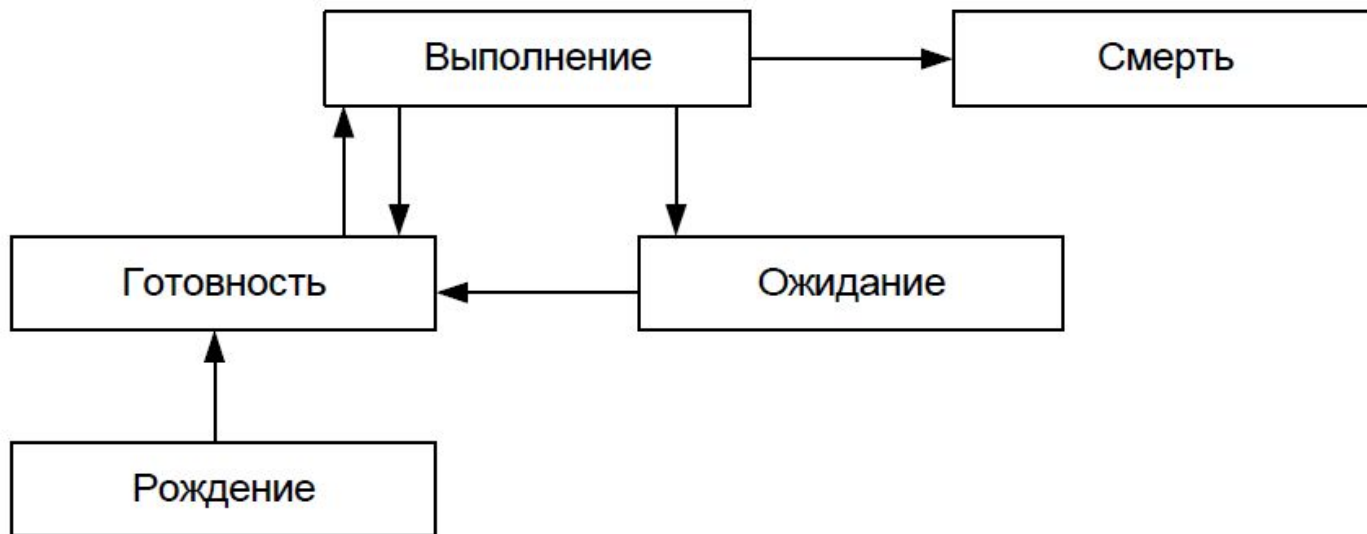 Выполнение
Смерть
Готовность
Ожидание
Рождение